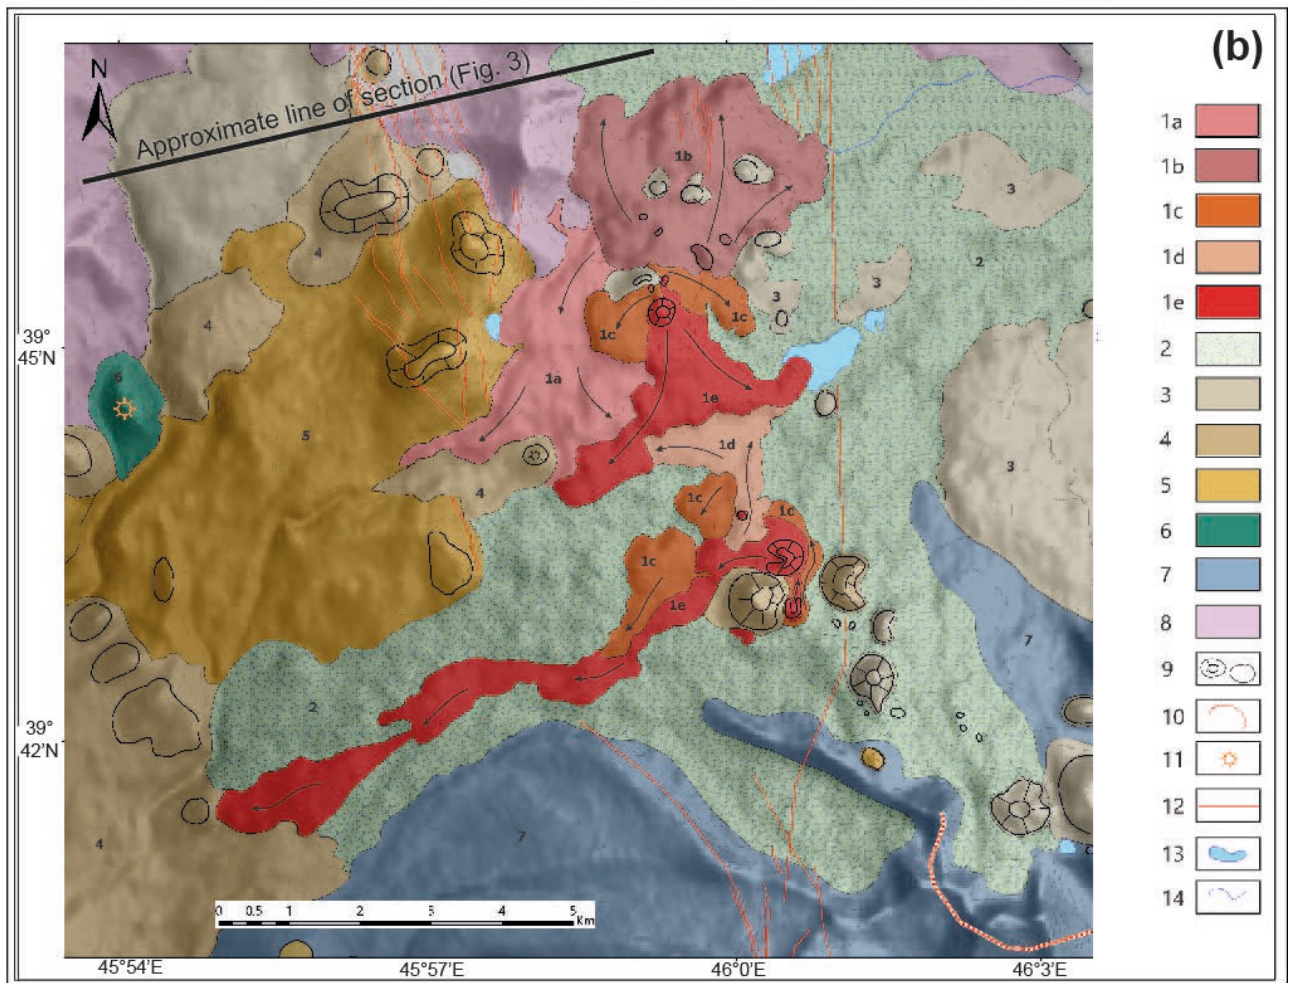 (b)
N
Approximate line of section (Fig. 3)
1b
3
2
3
3
4
1c
1c
4
39°
45'N
6
1a
1e
5
1d
3
4
1c
1c
1c
1e
7
2
39°
42'N
7
4
0 0.5 1 2 3 4 5
Km
45°54'E 45°57'E 46°0'E 46°3'E
1a
1b
1c
1d
1e
2
3
4
5
6
7
8
9
10
11
12
13
14